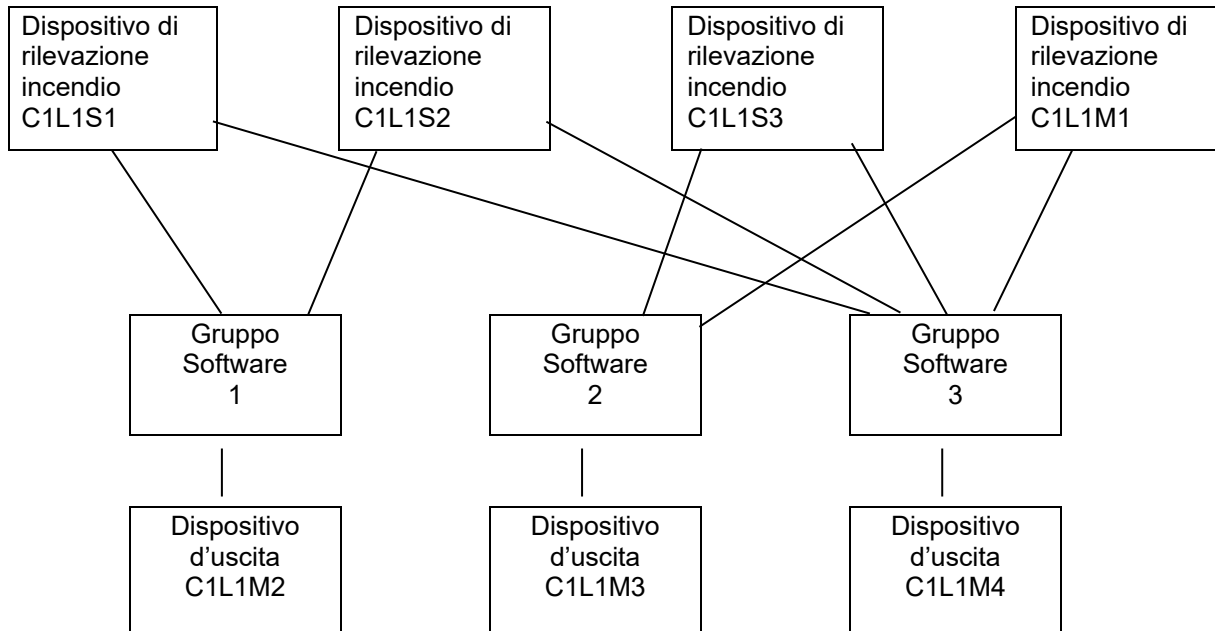 Dispositivo di
rilevazione
incendio
C1L1S1
Dispositivo di
rilevazione
incendio
C1L1S2
Dispositivo di
rilevazione
incendio
C1L1S3
Dispositivo di
rilevazione
incendio
C1L1M1
Gruppo
Software
1
Gruppo
Software
2
Gruppo
Software
3
Dispositivo
d’uscita
C1L1M2
Dispositivo
d’uscita
C1L1M3
Dispositivo
d’uscita
C1L1M4